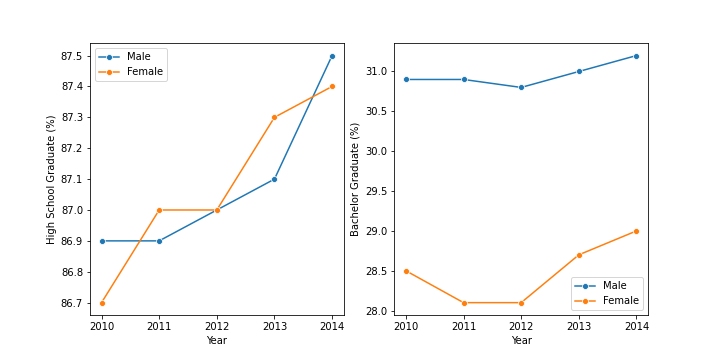 High School Graduate (%)
87.5
87.4
87.3
87.2
87.1
87.0
86.9
86.8
86.7
Male
Female
2010 2011 2012 2013 2014
Year
Bachelor Graduate (%)
31.0
30.5
30.0
29.5
29.0
28.5
28.0
Male
Female
2010 2011 2012 2013 2014
Year